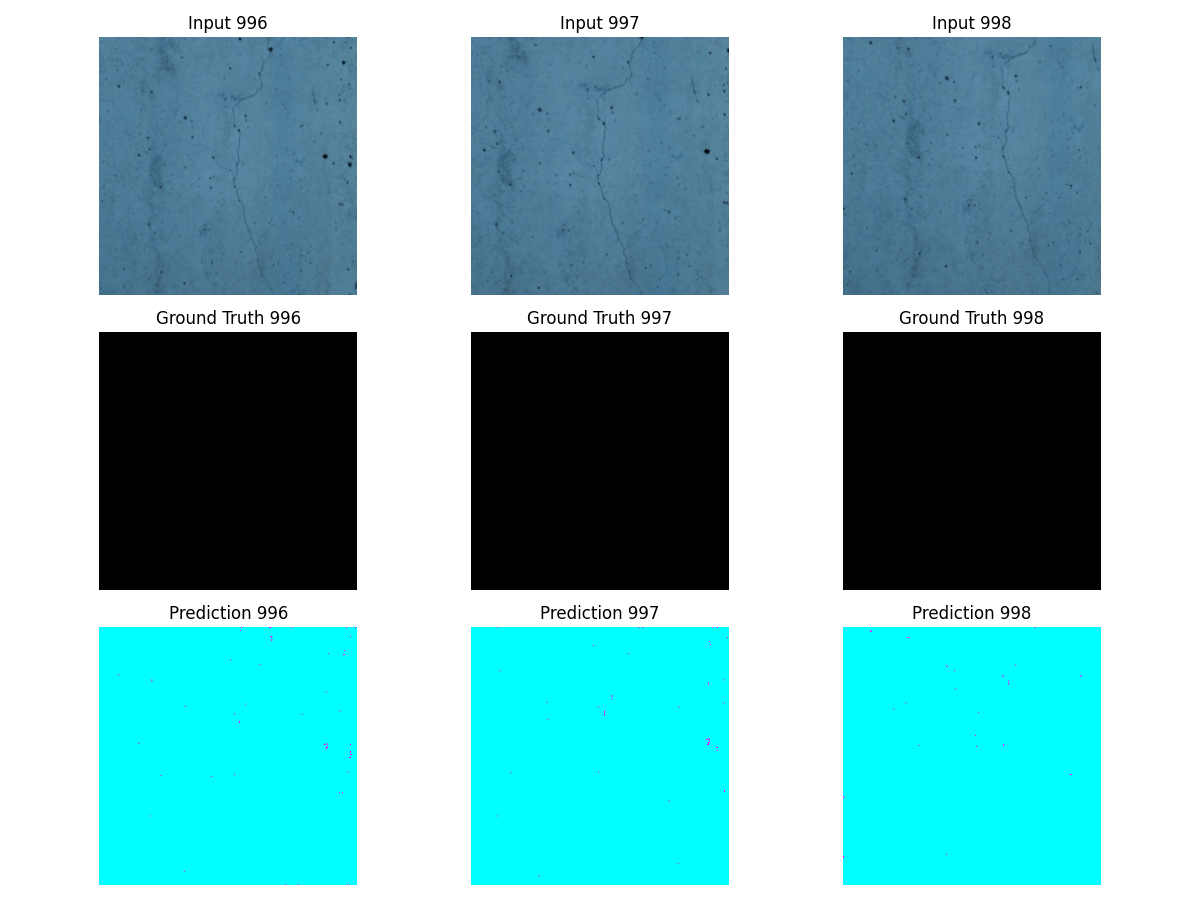 Input 996
Input 997
Input 998
Ground Truth 996
Ground Truth 997
Ground Truth 998
Prediction 996
Prediction 997
Prediction 998